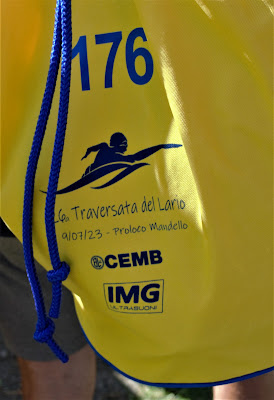 176
6ª Traversata del Lario
9/07/23 - Proloco Mandello
CEMB
IMG
ULTRASUONI